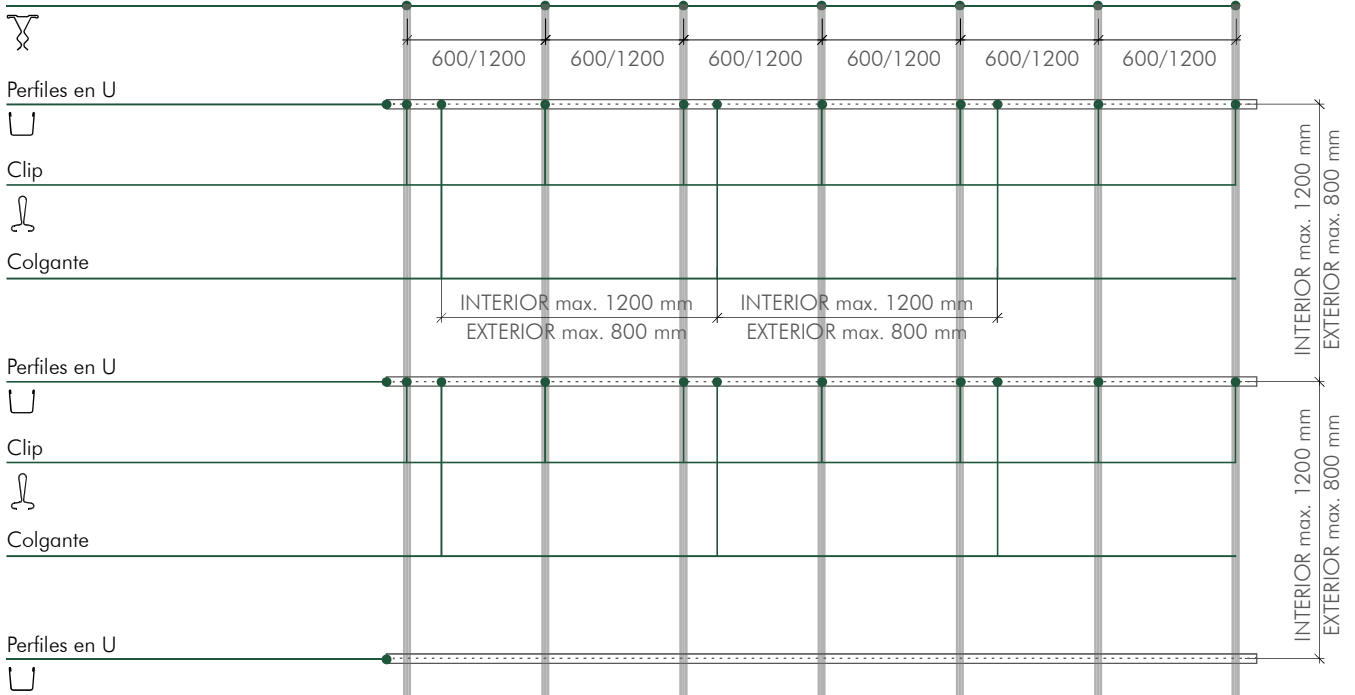 600/1200 600/1200 600/1200 600/1200 600/1200 600/1200
Perfiles en U
Clip
Colgante
INTERIOR max. 1200 mm INTERIOR max. 1200 mm
EXTERIOR max. 800 mm EXTERIOR max. 800 mm
INTERIOR max. 1200 mm
EXTERIOR max. 800 mm
Perfiles en U
Clip
Colgante
INTERIOR max. 1200 mm
EXTERIOR max. 800 mm
Perfiles en U